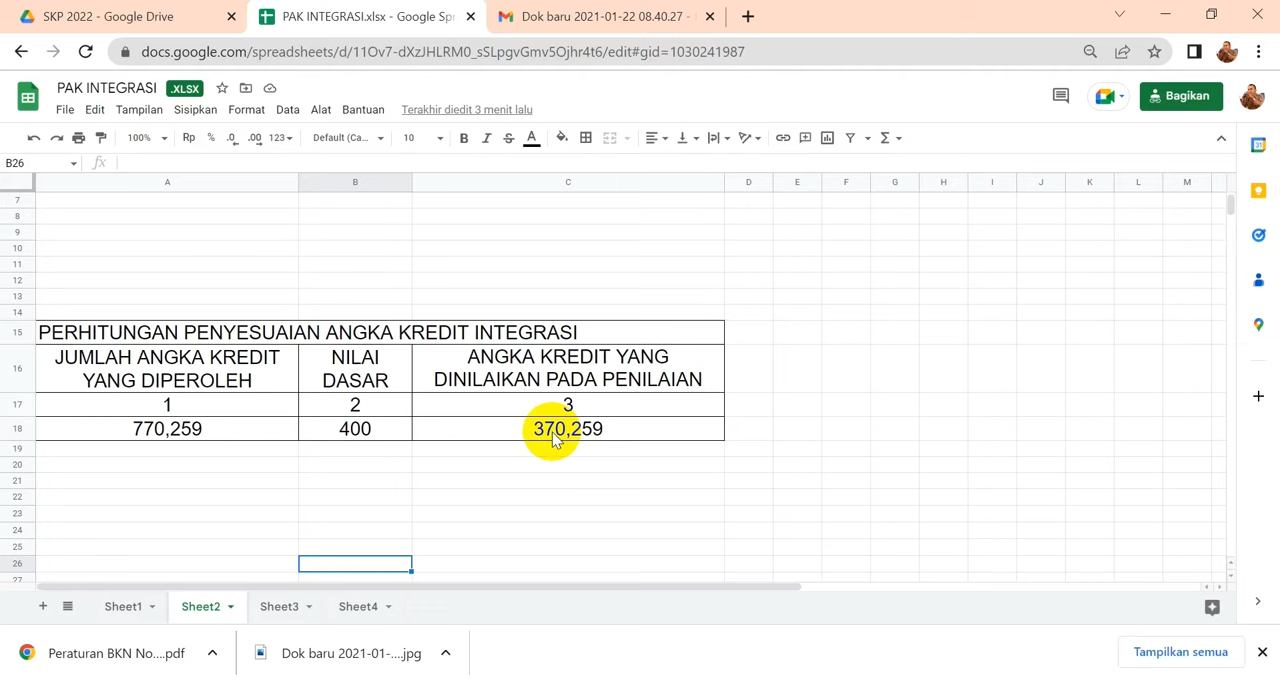 SKP 2022 - Google Drive
PAK INTEGRASI.xlsx - Google Spr
Dok baru 2021-01-22 08.40.27 -
docs.google.com/spreadsheets/d/11Ov7-dXzJHLRM0_sSLpgvGmv5Ojhr4t6/edit#gid=1030241987
PAK INTEGRASI .XLSX
File Edit Tampilan Sisipkan Format Data Alat Bantuan Terakhir diedit 3 menit lalu
Bagikan
100% Rp % .0 .00 123 Default (Ca... 10 B I S A
B26 fx
A B C D E F G H I J K L M
7
8
9
10
11
12
13
14
15 PERHITUNGAN PENYESUAIAN ANGKA KREDIT INTEGRASI
16 JUMLAH ANGKA KREDIT YANG DIPEROLEH NILAI DASAR ANGKA KREDIT YANG DINILAIKAN PADA PENILAIAN
17 1 2 3
18 770,259 400 370,259
19
20
21
22
23
24
25
26
27
Sheet1 Sheet2 Sheet3 Sheet4
Peraturan BKN No....pdf
Dok baru 2021-01-....jpg
Tampilkan semua